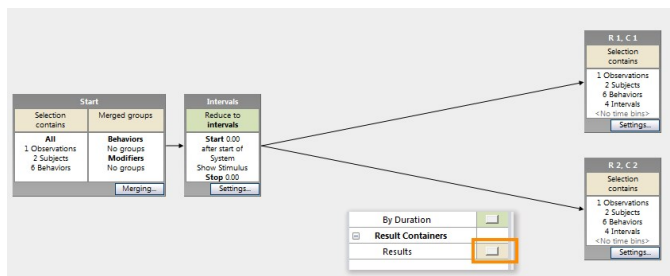 Start
Selection contains
Merged groups
All
1 Observations
2 Subjects
6 Behaviors
Behaviors
No groups
Modifiers
No groups
Merging...
Intervals
Reduce to
intervals
Start 0.00
after start of
System
Show Stimulus
Stop 0.00
Settings...
R 1, C 1
Selection
contains
1 Observations
2 Subjects
6 Behaviors
4 Intervals
<No time bins>
Settings...
R 2, C 2
Selection
contains
1 Observations
2 Subjects
6 Behaviors
4 Intervals
<No time bins>
Settings...
By Duration
Result Containers
Results